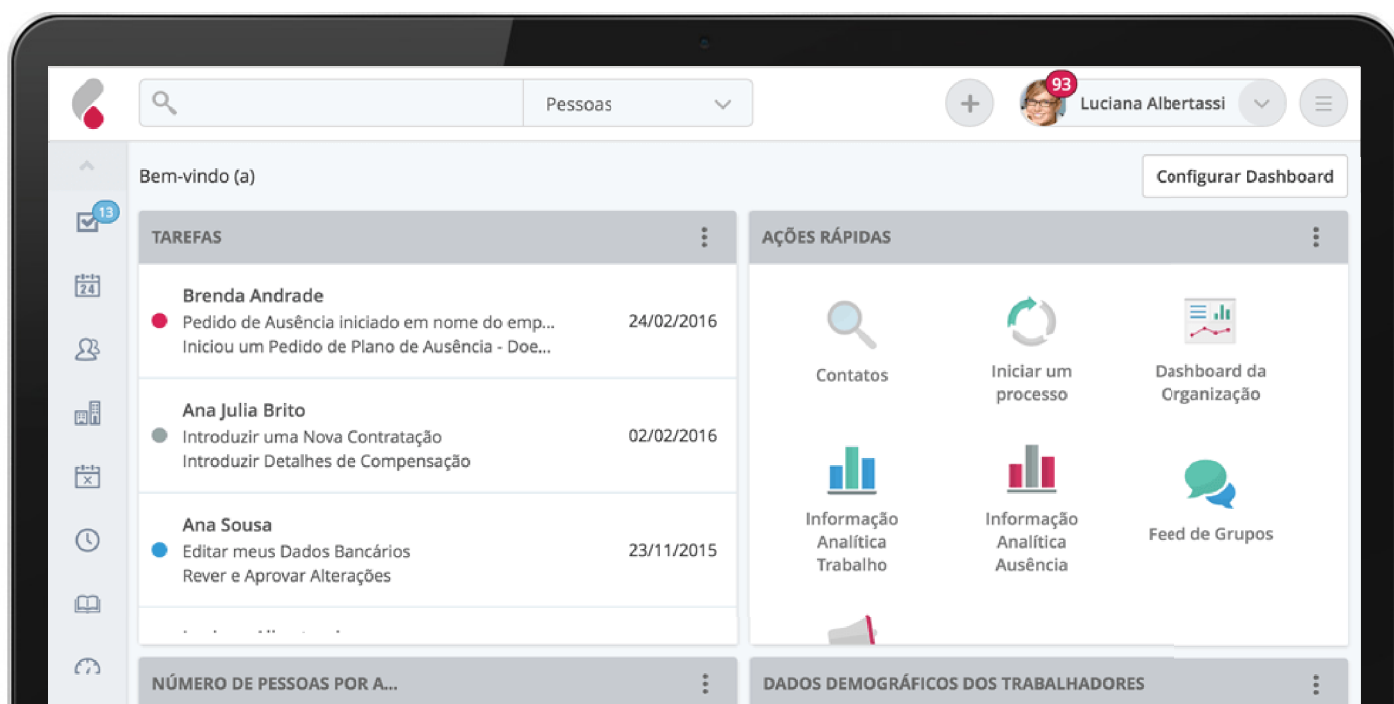 Pessoas
93
Luciana Albertassi
Bem-vindo (a)
Configurar Dashboard
13
24
TAREFAS
Brenda Andrade
Pedido de Ausência iniciado em nome do emp...
Iniciou um Pedido de Plano de Ausência - Doe...
24/02/2016
Ana Julia Brito
Introduzir uma Nova Contratação
Introduzir Detalhes de Compensação
02/02/2016
Ana Sousa
Editar meus Dados Bancários
Rever e Aprovar Alterações
23/11/2015
AÇÕES RÁPIDAS
Contatos
Iniciar um
processo
Dashboard da
Organização
Informação
Analítica
Trabalho
Informação
Analítica
Ausência
Feed de Grupos
NÚMERO DE PESSOAS POR A...
DADOS DEMOGRÁFICOS DOS TRABALHADORES